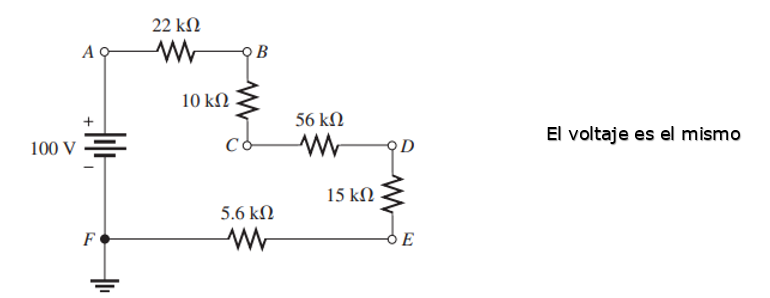 22 kΩ
A
B
10 kΩ
56 kΩ
+
100 V
C
D
El voltaje es el mismo
–
15 kΩ
5.6 kΩ
F
E